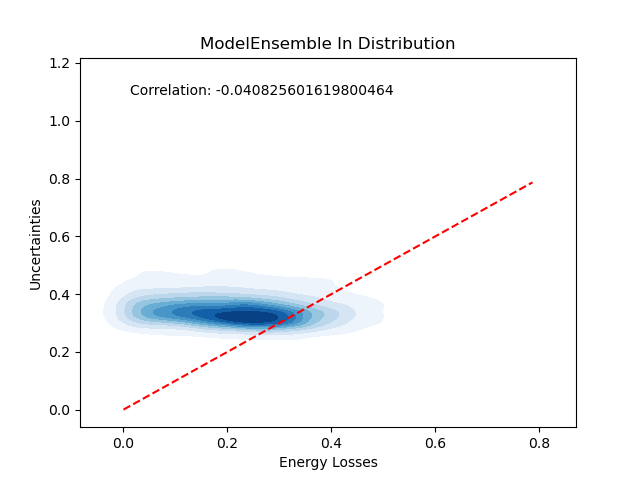 ModelEnsemble In Distribution
Correlation: -0.040825601619800464
1.2
1.0
0.8
0.6
0.4
0.2
0.0
Uncertainties
0.0 0.2 0.4 0.6 0.8
Energy Losses